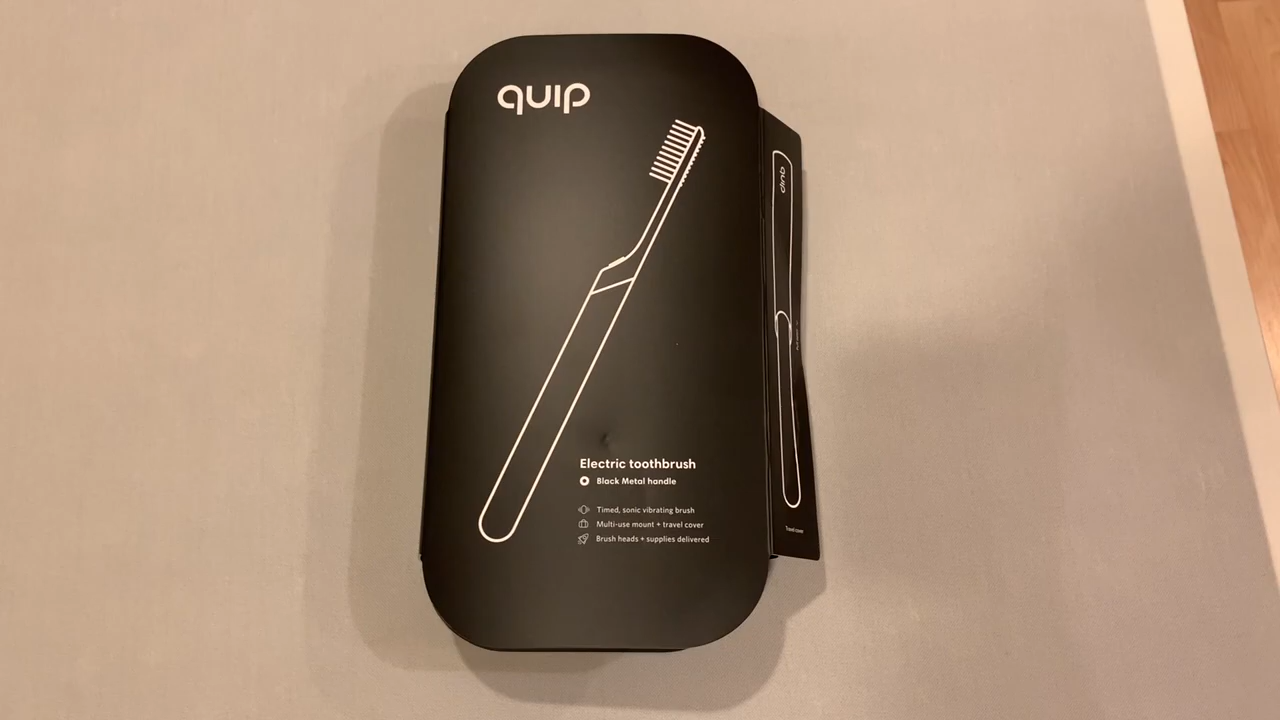 quip
Electric toothbrush
Black Metal handle
Timed, sonic vibrating brush
Multi-use mount + travel cover
Brush heads + supplies delivered
quip
Travel cover